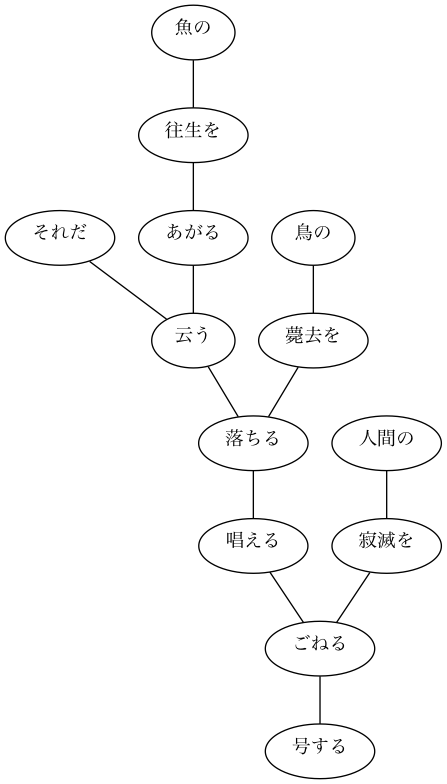 魚の
往生を
それだ
あがる
鳥の
云う
薨去を
落ちる
人間の
唱える
寂滅を
ごねる
号する